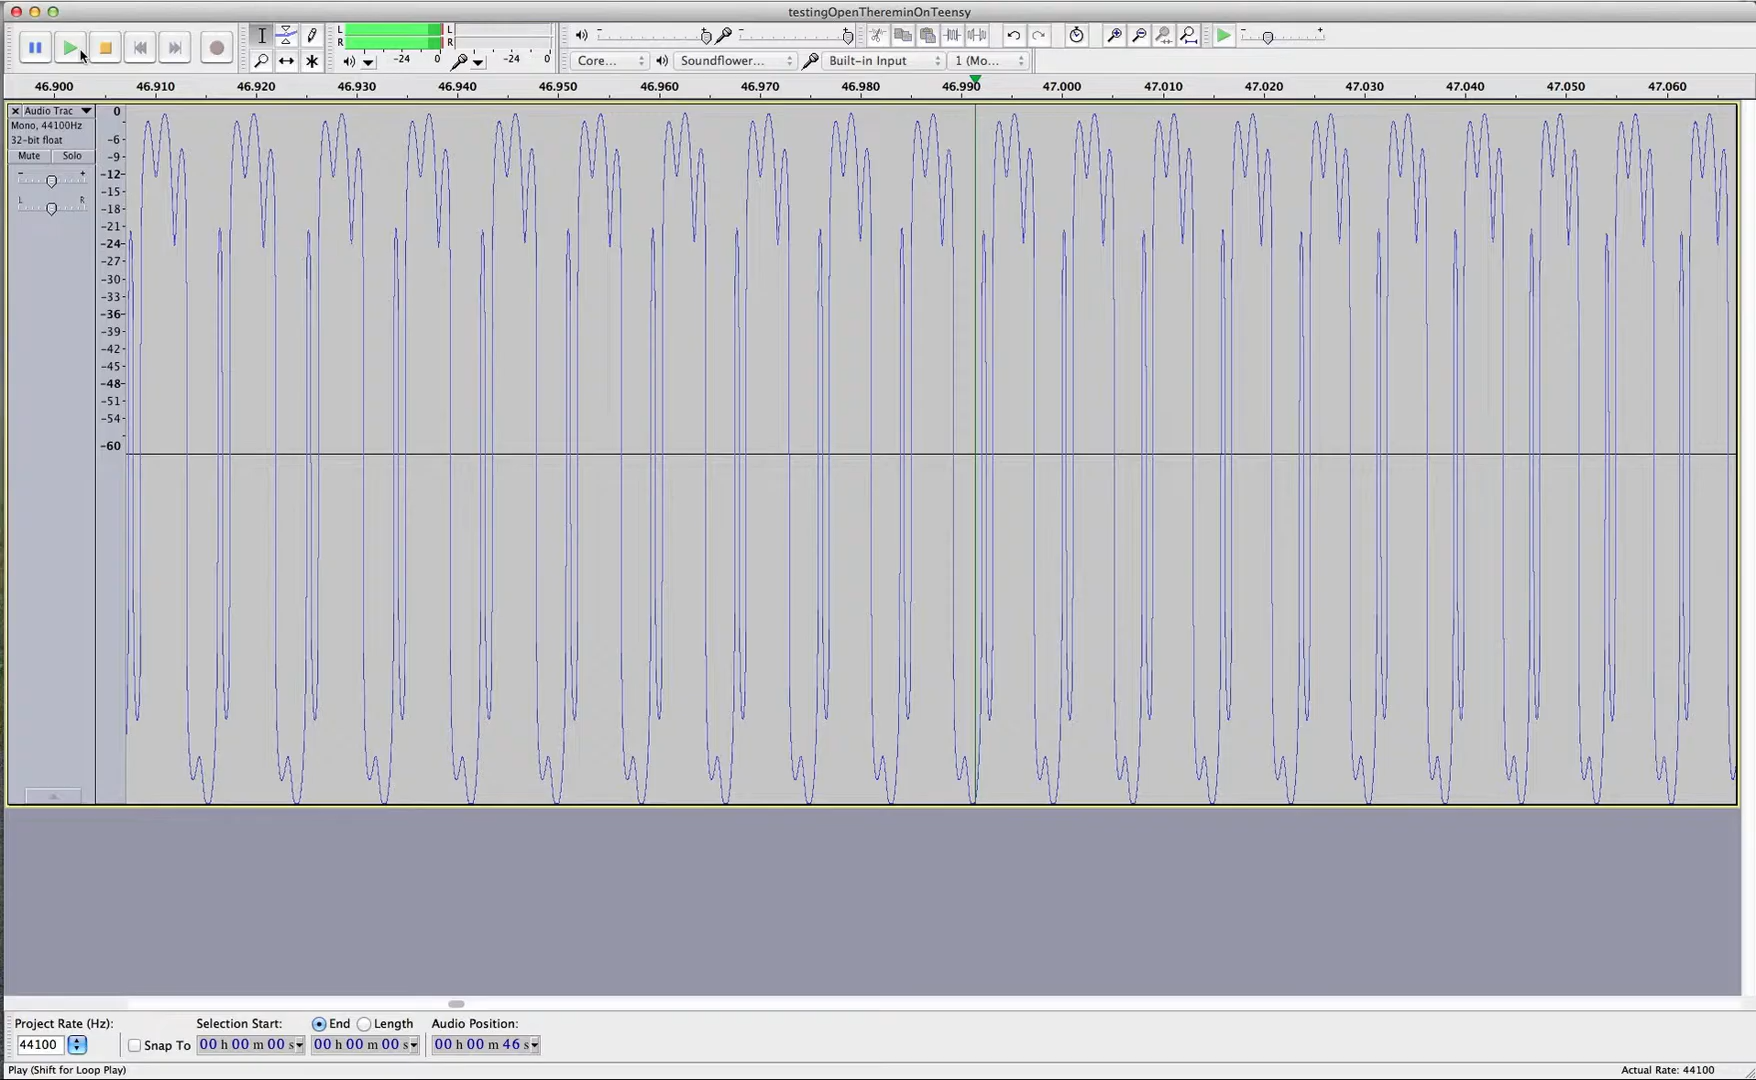 testingOpenThereminOnTeensy
L
R
-24
0
L
R
-24
0
Core...
Soundflower...
Built-in Input
1 (Mo...
46.900 46.910 46.920 46.930 46.940 46.950 46.960 46.970 46.980 46.990 47.000 47.010 47.020 47.030 47.040 47.050 47.060
Audio Trac
Mono, 44100Hz
32-bit float
Mute Solo
- +
L R
0
-6
-9
-12
-15
-18
-21
-24
-27
-30
-33
-36
-39
-42
-45
-48
-51
-54
-60
Project Rate (Hz): Selection Start: End Length Audio Position:
44100 Snap To 00 h 00 m 00 s 00 h 00 m 00 s 00 h 00 m 46 s
Play (Shift for Loop Play) Actual Rate: 44100